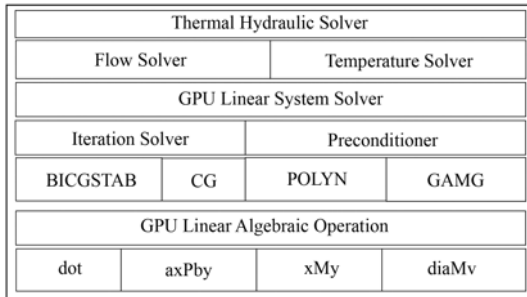 Thermal Hydraulic Solver
Flow Solver Temperature Solver
GPU Linear System Solver
Iteration Solver Preconditioner
BICGSTAB CG POLYN GAMG
GPU Linear Algebraic Operation
dot axPby xMy diaMv